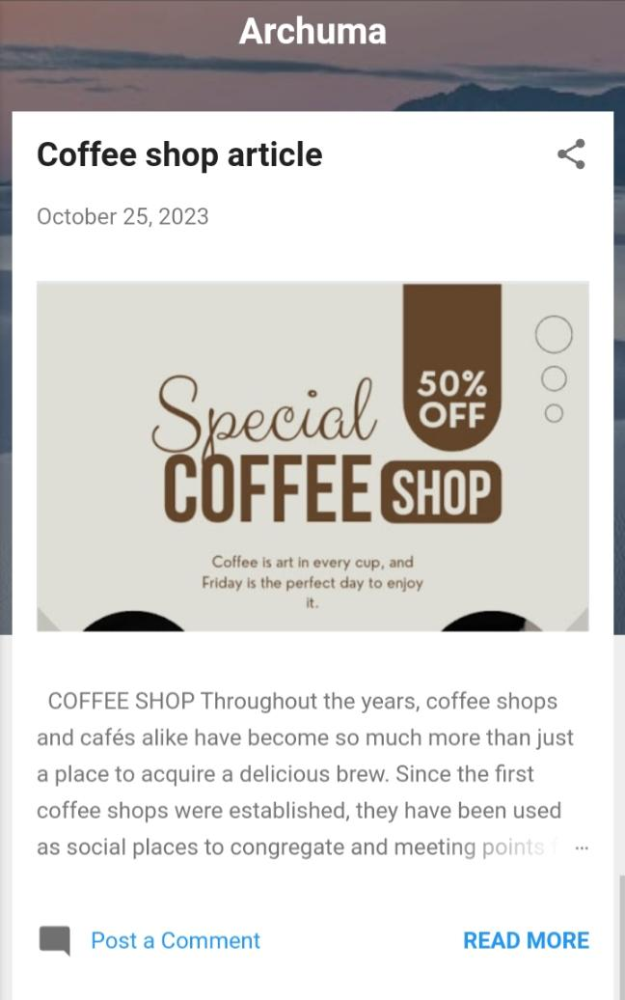 Archuma
Coffee shop article
October 25, 2023
50%
OFF
Special
COFFEE SHOP
Coffee is art in every cup, and
Friday is the perfect day to enjoy
it.
COFFEE SHOP Throughout the years, coffee shops
and cafés alike have become so much more than just
a place to acquire a delicious brew. Since the first
coffee shops were established, they have been used
as social places to congregate and meeting points f ...
Post a Comment
READ MORE